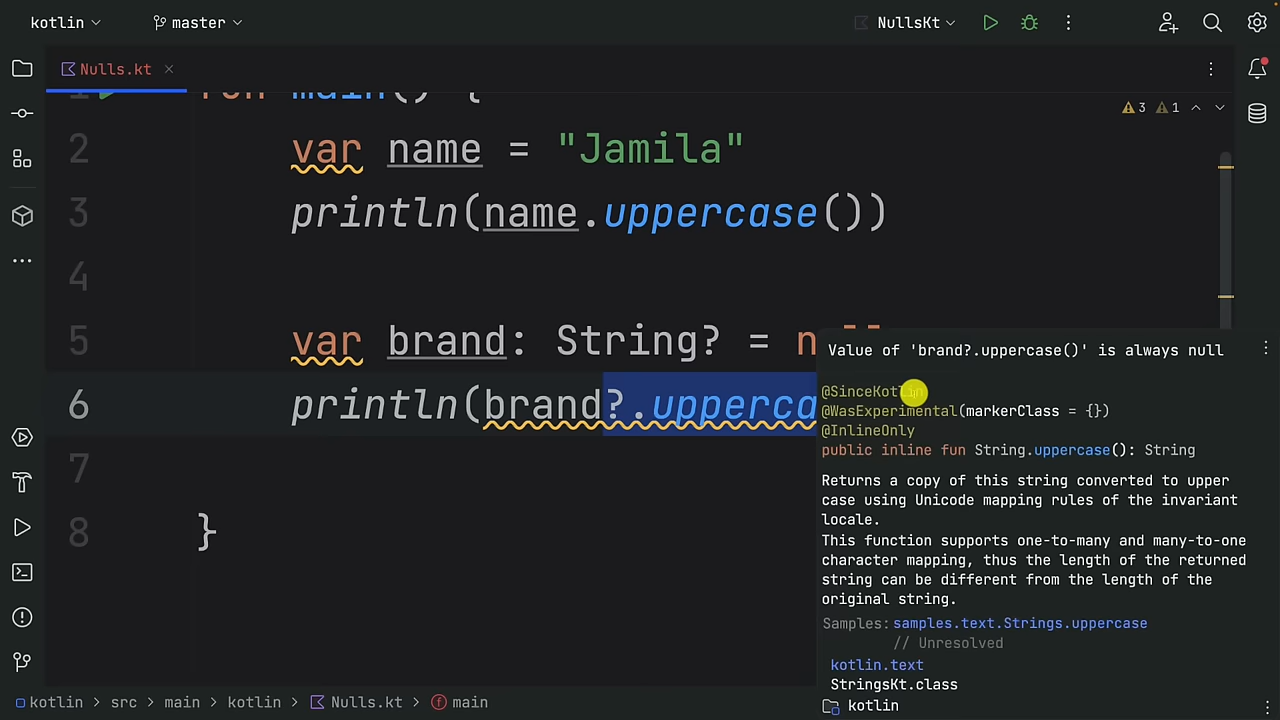 kotlin
master
NullsKt
Nulls.kt
3 1
1 fun main() {
2 var name = "Jamila"
3 println(name.uppercase())
4
5 var brand: String? = null
6 println(brand?.upperca
7
8 }
Value of 'brand?.uppercase()' is always null
@SinceKotlin
@WasExperimental(markerClass = {})
@InlineOnly
public inline fun String.uppercase(): String
Returns a copy of this string converted to upper
case using Unicode mapping rules of the invariant
locale.
This function supports one-to-many and many-to-one
character mapping, thus the length of the returned
string can be different from the length of the
original string.
Samples: samples.text.Strings.uppercase
// Unresolved
kotlin.text
StringsKt.class
kotlin
kotlin > src > main > kotlin > Nulls.kt > main